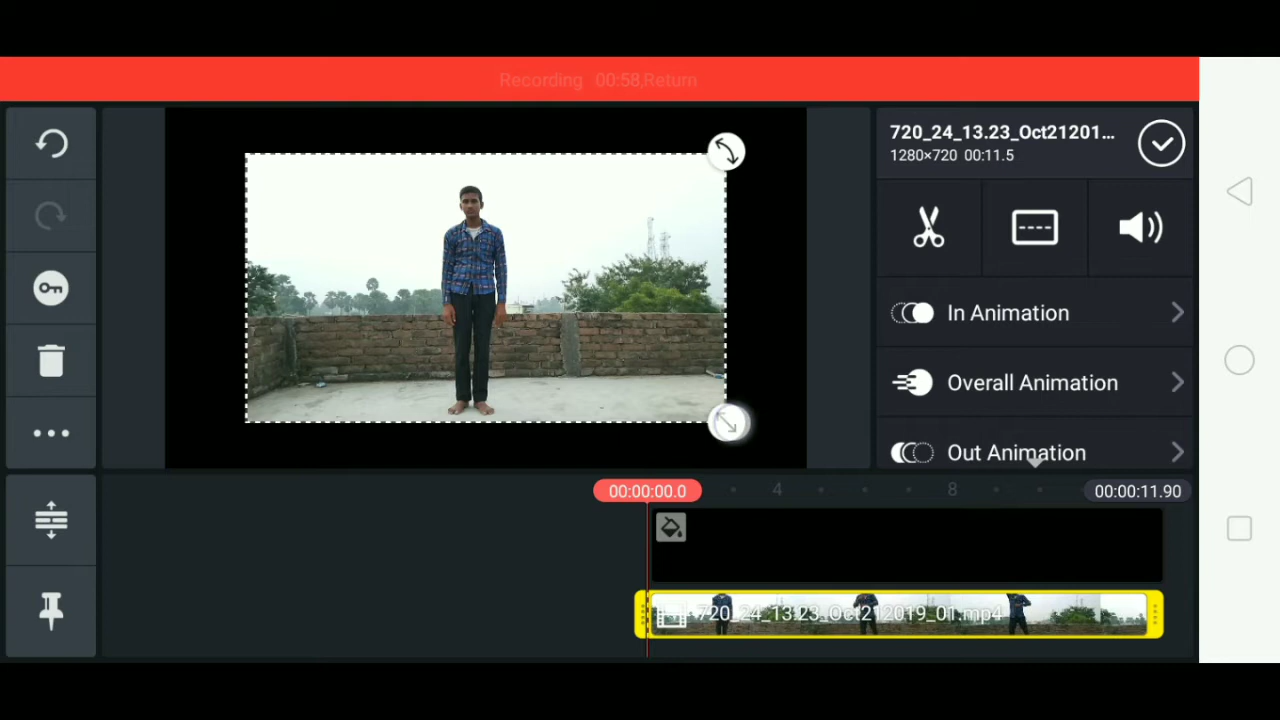 Recording 00:58,Return
720_24_13.23_Oct21201...
1280×720 00:11.5
In Animation
Overall Animation
Out Animation
00:00:00.0
4
8
00:00:11.90
720_24_13.23_Oct212019_01.mp4